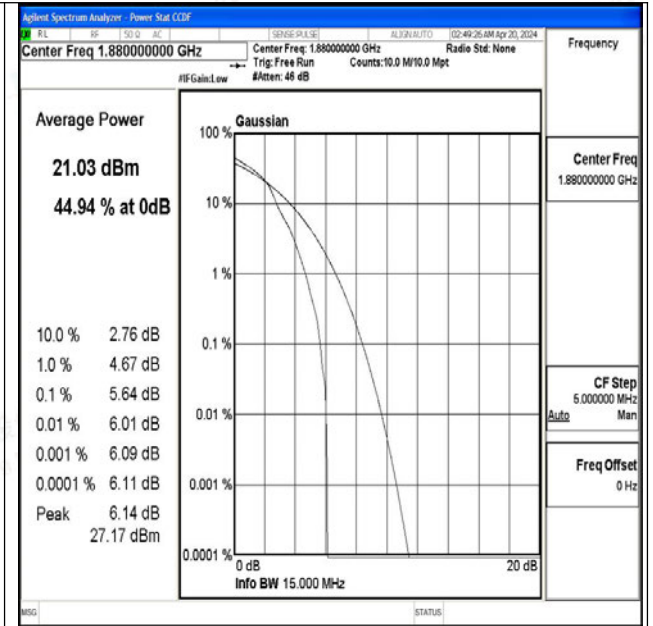 Agilent Spectrum Analyzer - Power Stat CCDF
RL RF 50 Ω AC SENSE:PULSE ALIGN AUTO 02:49:26 AM Apr 20, 2024
Center Freq 1.880000000 GHz
Center Freq: 1.880000000 GHz Radio Std: None
Trig: Free Run Counts:10.0 M/10.0 Mpt
#IFGain:Low #Atten: 46 dB
Frequency
Average Power
21.03 dBm
44.94 % at 0dB
10.0 % 2.76 dB
1.0 % 4.67 dB
0.1 % 5.64 dB
0.01 % 6.01 dB
0.001 % 6.09 dB
0.0001 % 6.11 dB
Peak 6.14 dB
27.17 dBm
Gaussian
100 %
10 %
1 %
0.1 %
0.01 %
0.001 %
0.0001 %
0 dB 20 dB
Info BW 15.000 MHz
Center Freq
1.880000000 GHz
CF Step
5.000000 MHz
Auto Man
Freq Offset
0 Hz
MSG STATUS